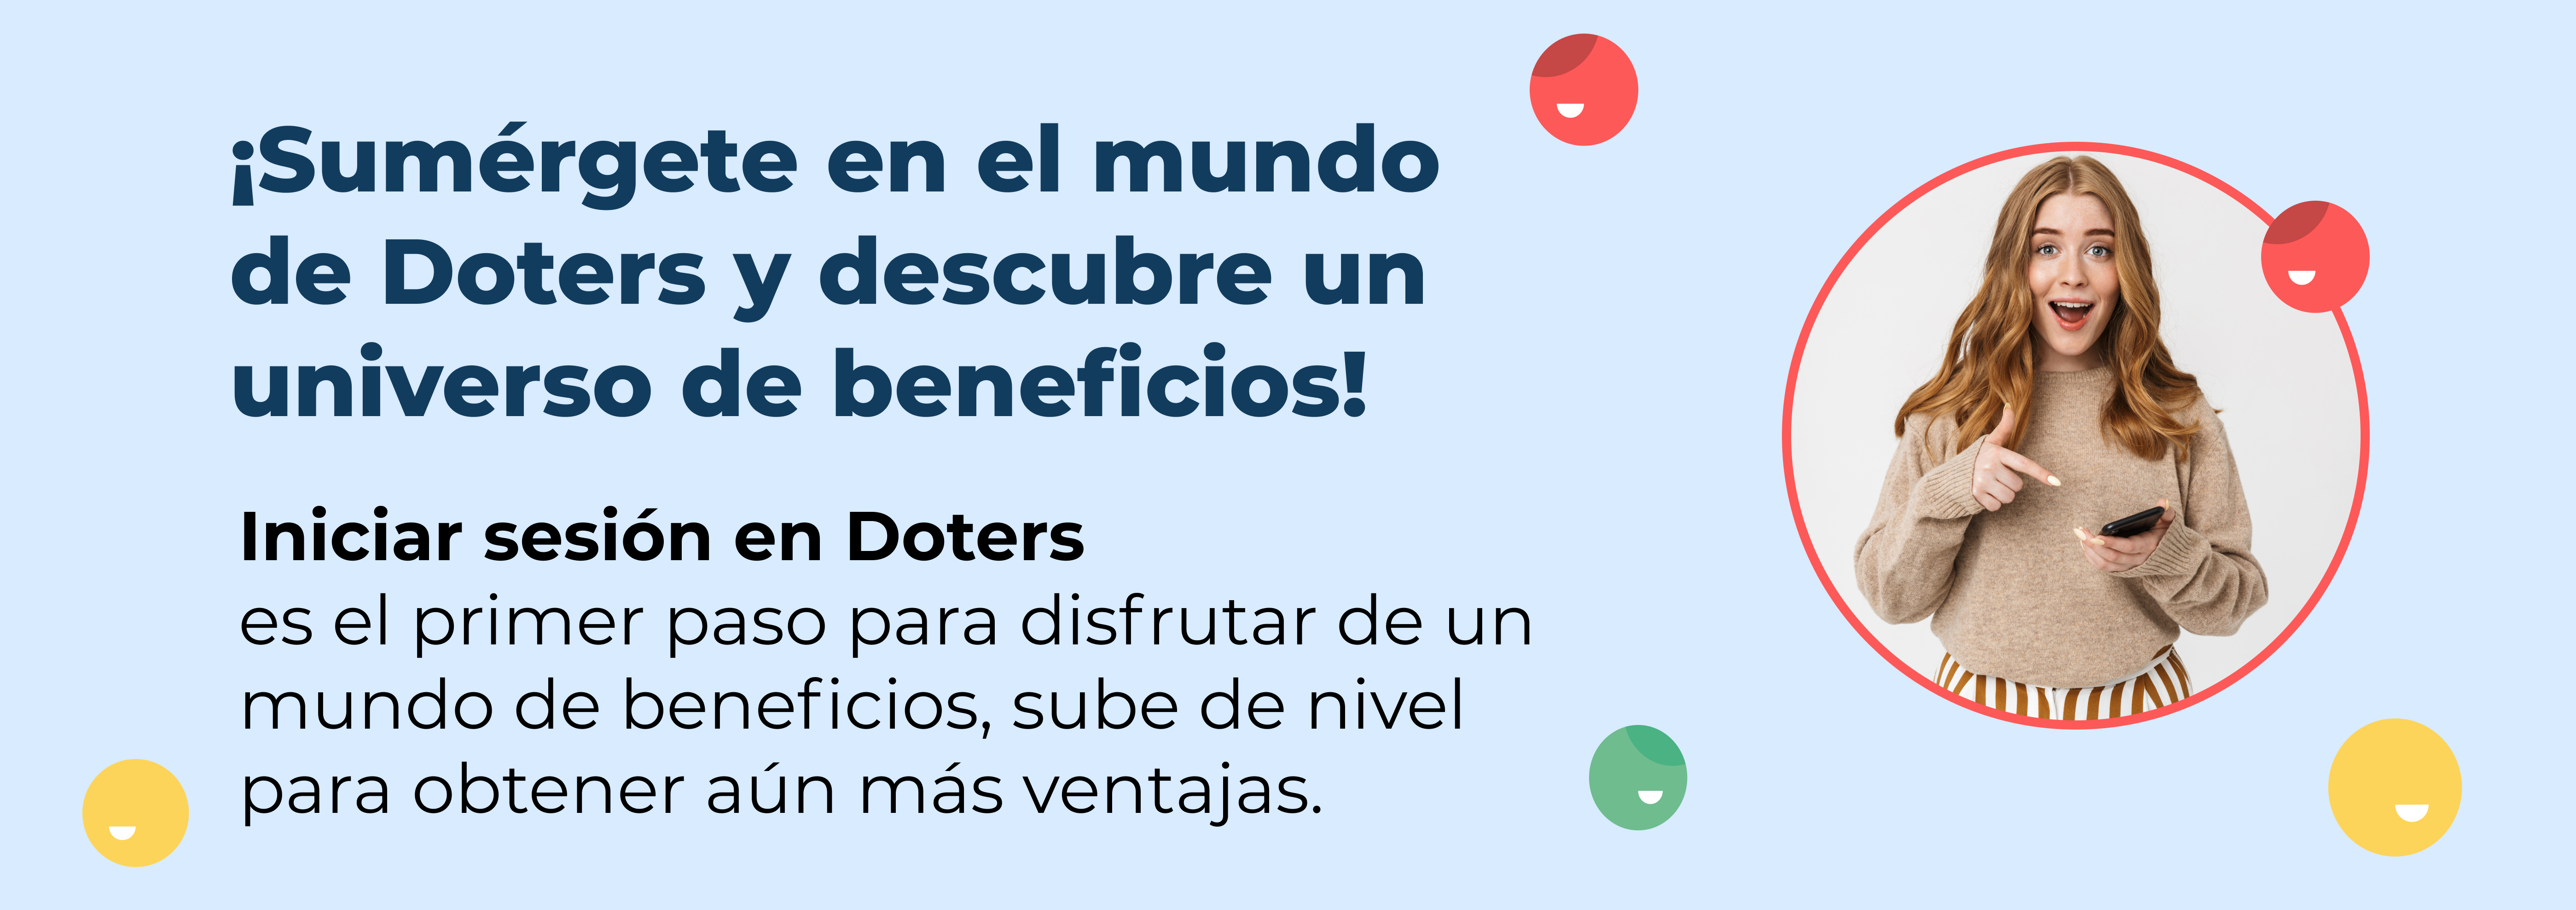 ¡Sumérgete en el mundo
de Doters y descubre un
universo de beneficios!
Iniciar sesión en Doters
es el primer paso para disfrutar de un
mundo de beneficios, sube de nivel
para obtener aún más ventajas.